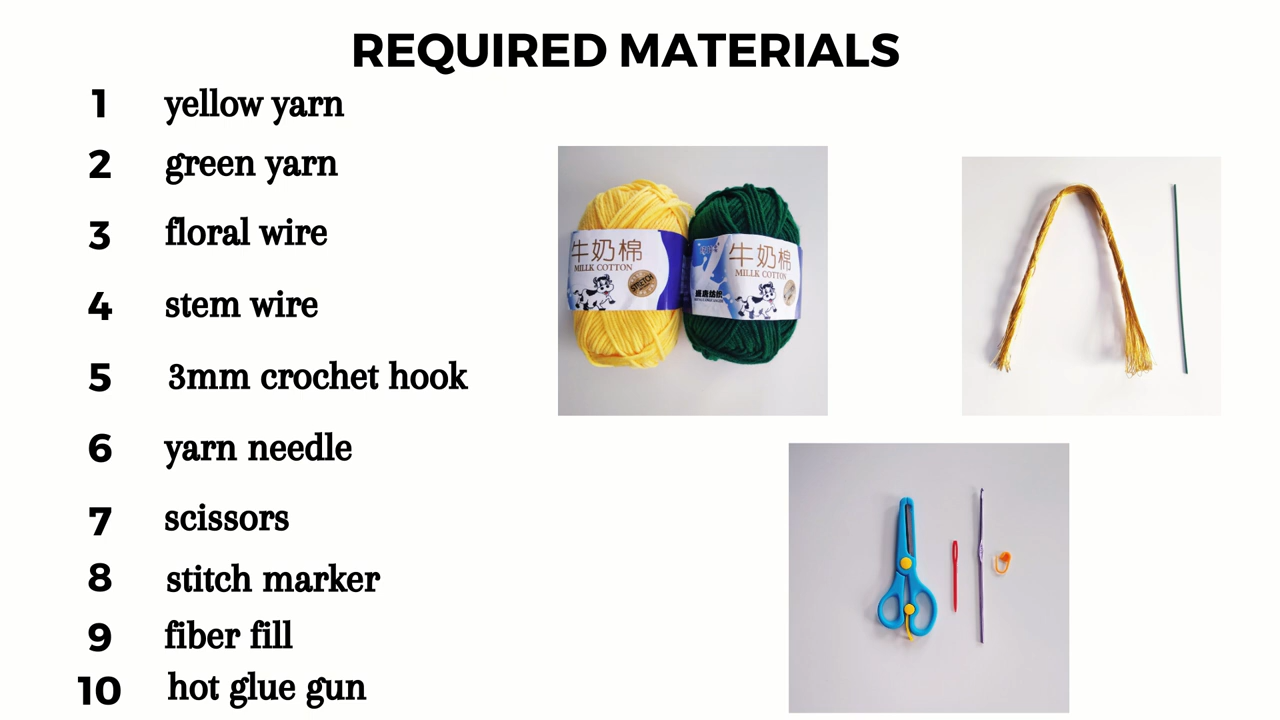 REQUIRED MATERIALS
1 yellow yarn
2 green yarn
3 floral wire
4 stem wire
5 3mm crochet hook
6 yarn needle
7 scissors
8 stitch marker
9 fiber fill
10 hot glue gun
牛奶棉
MILLK COTTON
STRETCH
牛奶棉
MILLK COTTON